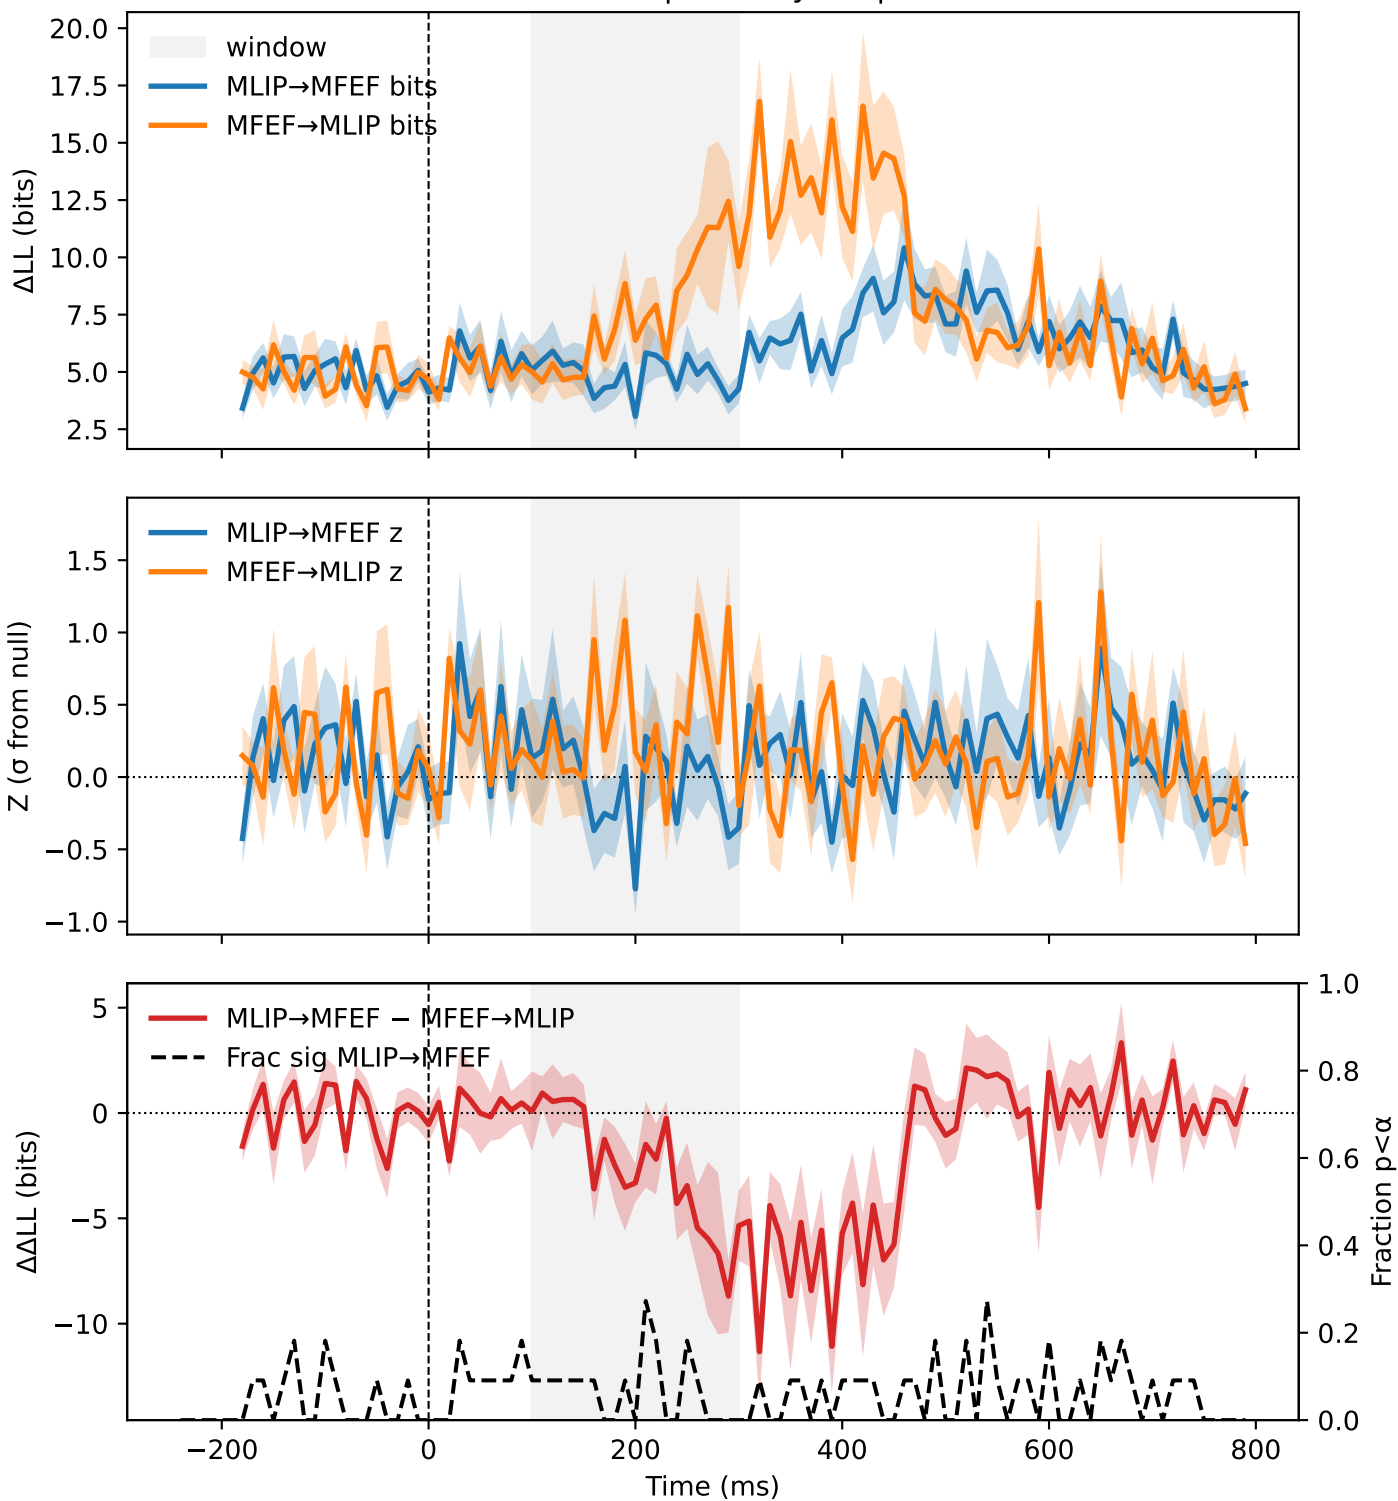 window
MLIP→MFEF bits
MFEF→MLIP bits
ΔLL (bits)
20.0
17.5
15.0
12.5
10.0
7.5
5.0
2.5
MLIP→MFEF z
MFEF→MLIP z
Z (σ from null)
1.5
1.0
0.5
0.0
−0.5
−1.0
MLIP→MFEF − MFEF→MLIP
Frac sig MLIP→MFEF
ΔΔLL (bits)
5
0
−5
−10
1.0
0.8
0.6
0.4
0.2
0.0
Fraction p<α
−200
0
200
400
600
800
Time (ms)